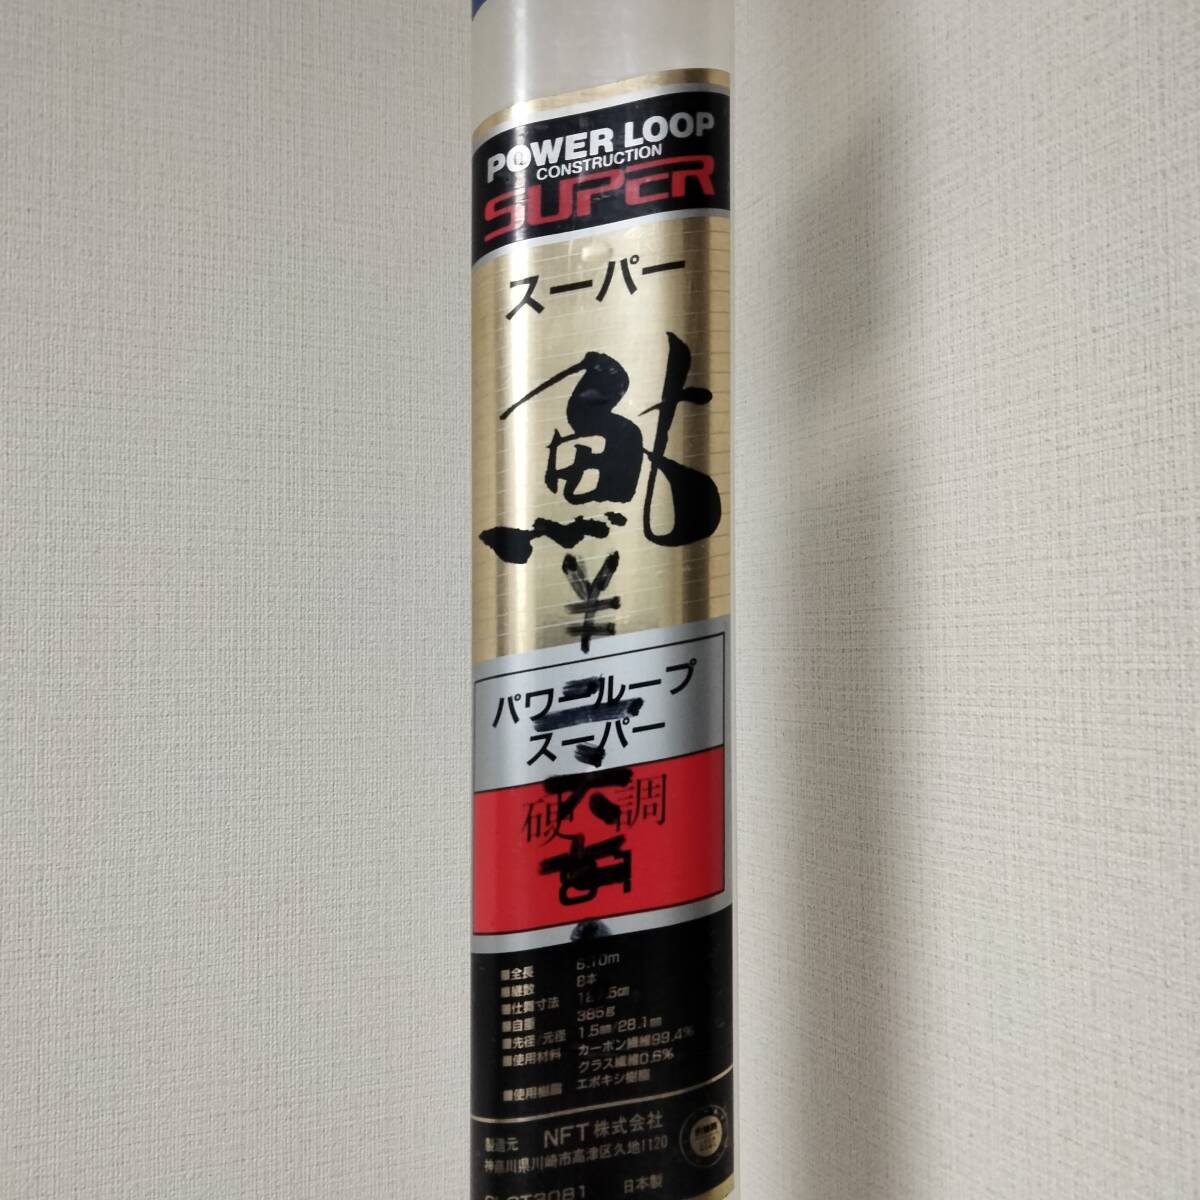 POWER LOOP
CONSTRUCTION
SUPER
スーパー
鮎
¥
パワーループ
スーパー
硬調
■全長
■継数 8本
■仕舞寸法
■自重 385g
■先径/元径 1.5mm/28.1mm
■使用材料 カーボン繊維99.4%
グラス繊維0.6%
■使用樹脂 エポキシ樹脂
製造元 NFT株式会社
神奈川県川崎市高津区久地1120
日本製